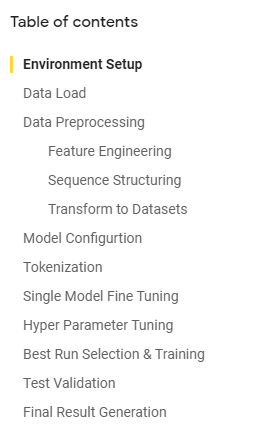 Table of contents
Environment Setup
Data Load
Data Preprocessing
Feature Engineering
Sequence Structuring
Transform to Datasets
Model Configurtion
Tokenization
Single Model Fine Tuning
Hyper Parameter Tuning
Best Run Selection & Training
Test Validation
Final Result Generation